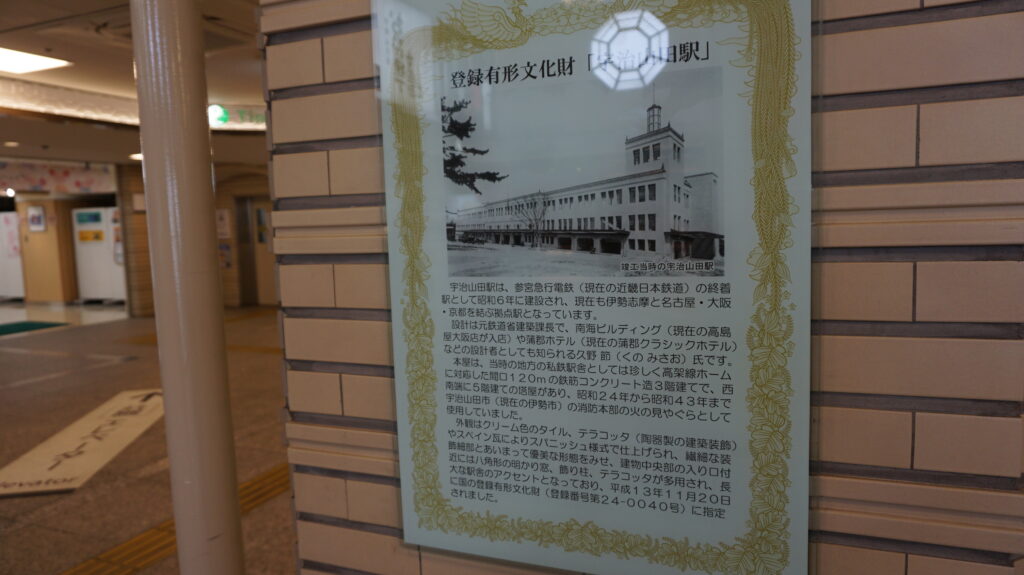 登録有形文化財「宇治山田駅」
竣工当時の宇治山田駅
宇治山田駅は、参宮急行電鉄(現在の近畿日本鉄道)の終着
駅として昭和6年に建設され、現在も伊勢志摩と名古屋・大阪
・京都を結ぶ拠点駅となっています。
設計は元鉄道省建築課長で、南海ビルディング(現在の高島
屋大阪店が入店)や蒲郡ホテル(現在の蒲郡クラシックホテル)
などの設計者としても知られる久野 節(くの みさお)氏です。
本屋は、当時の地方の私鉄駅舎としては珍しく高架線ホーム
に対応した間口120mの鉄筋コンクリート造3階建てで、西
南端に5階建ての塔屋があり、昭和24年から昭和43年まで
宇治山田市(現在の伊勢市)の消防本部の火の見やぐらとして
使用していました。
外観はクリーム色のタイル、テラコッタ(陶器製の建築装飾)
やスペイン瓦によりスパニッシュ様式で仕上げられ、繊細な装
飾細部とあいまって優美な形態をみせ、建物中央部の入り口付
近には八角形の明かり窓、飾り柱、テラコッタが多用され、長
大な駅舎のアクセントとなっており、平成13年11月20日
に国の登録有形文化財(登録番号第24-0040号)に指定
されました。
エレベーター
elevator